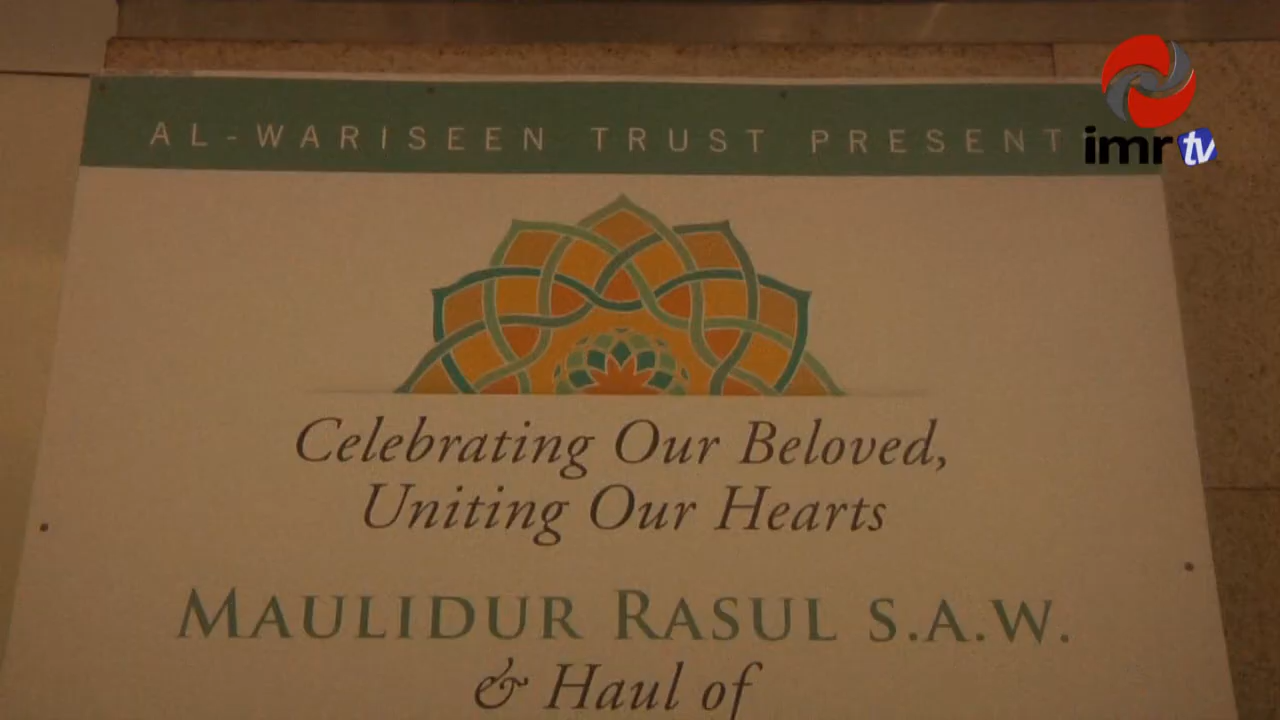 AL-WARISEEN TRUST PRESENT
imr tv
Celebrating Our Beloved,
Uniting Our Hearts
MAULIDUR RASUL S.A.W.
& Haul of